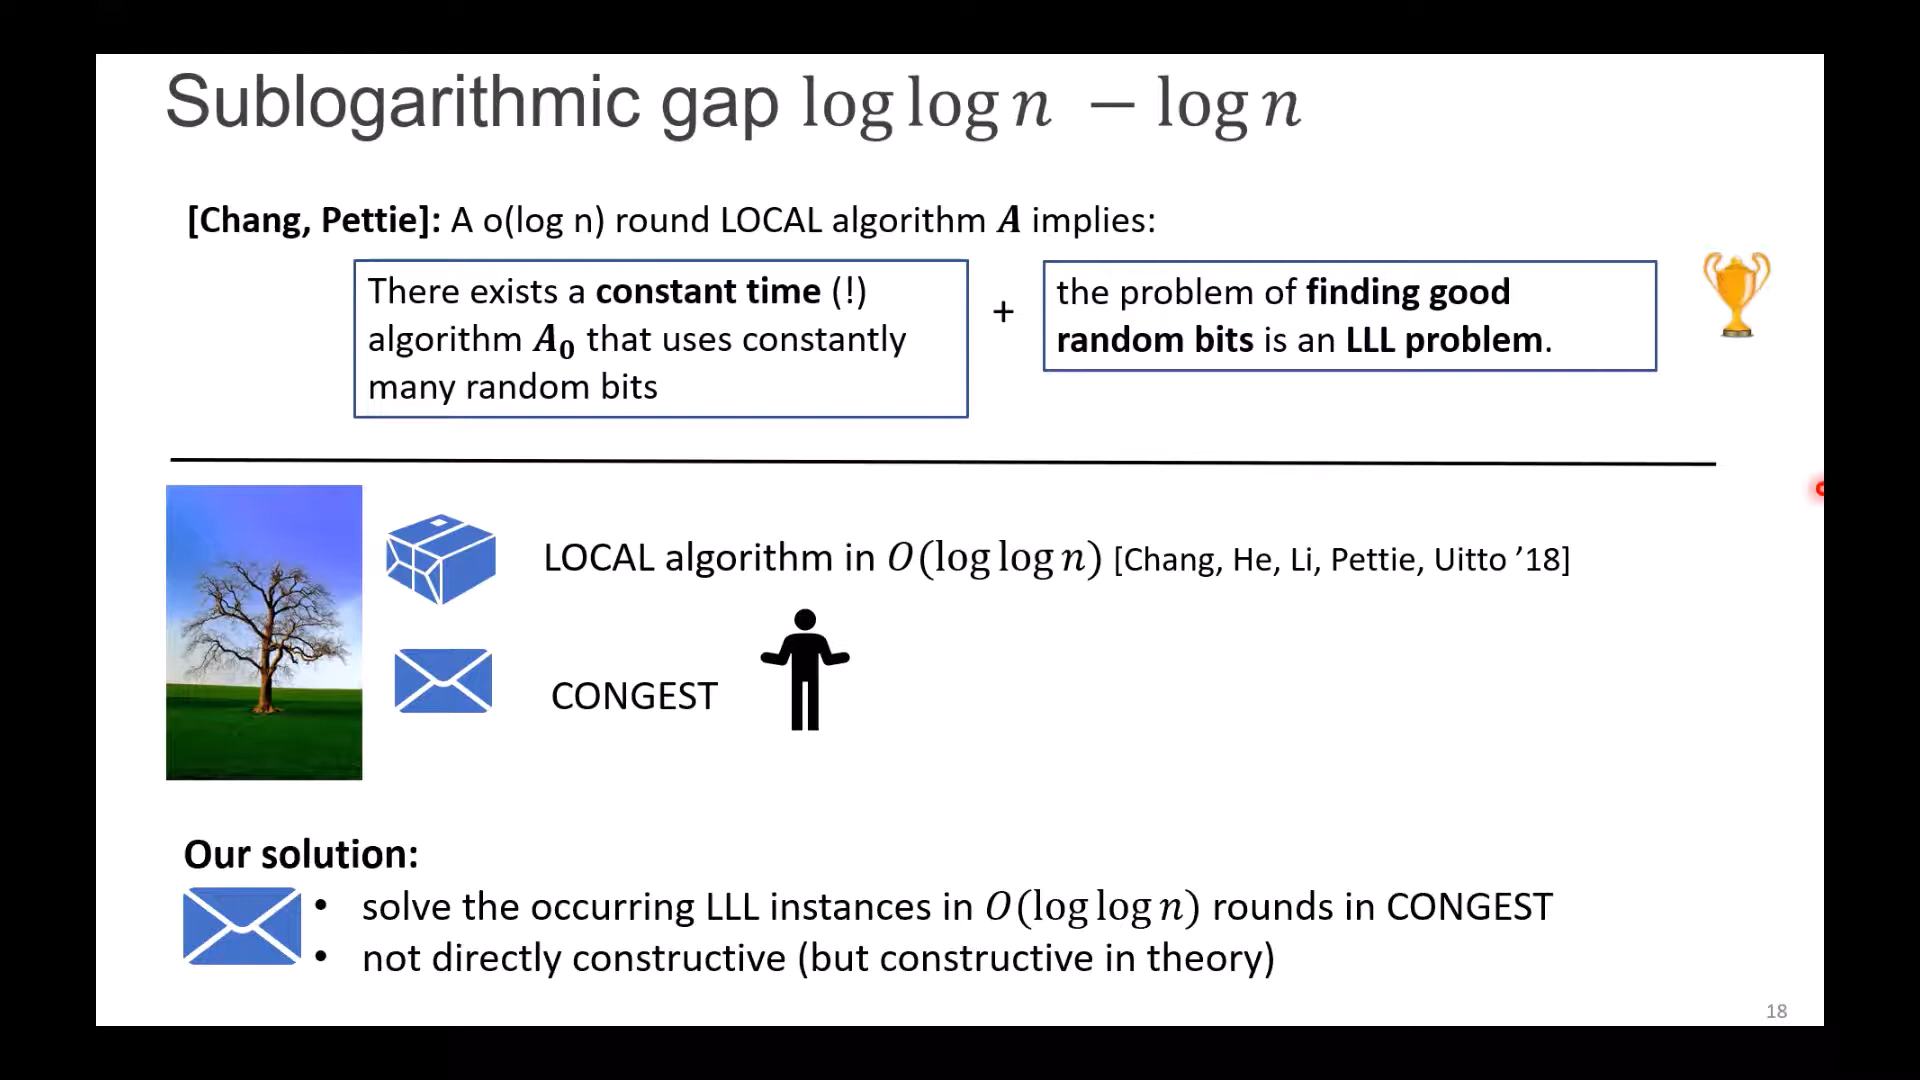 Sublogarithmic gap log log n − log n
[Chang, Pettie]: A o(log n) round LOCAL algorithm A implies:
There exists a constant time (!)
algorithm A₀ that uses constantly
many random bits
+
the problem of finding good
random bits is an LLL problem.
LOCAL algorithm in O(log log n) [Chang, He, Li, Pettie, Uitto ’18]
CONGEST
Our solution:
• solve the occurring LLL instances in O(log log n) rounds in CONGEST
• not directly constructive (but constructive in theory)
18